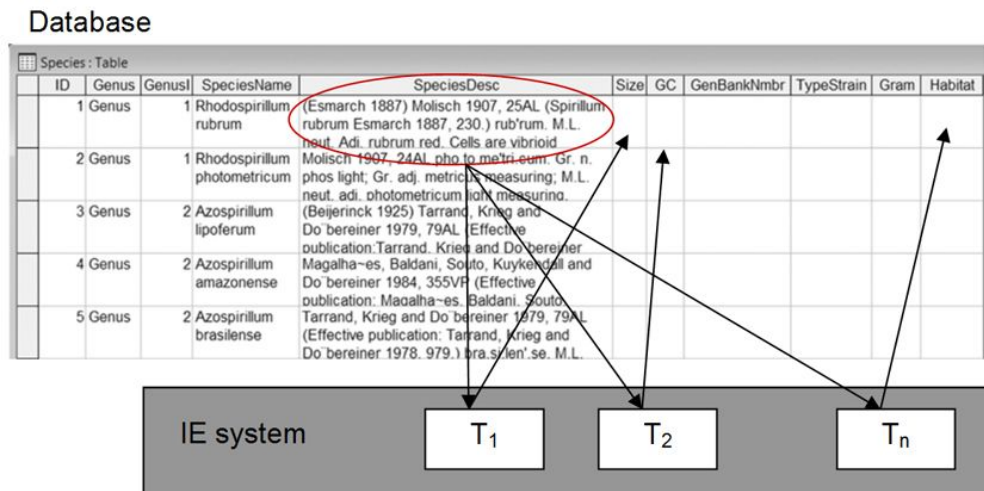 Database
Species : Table
ID Genus GenusI SpeciesName SpeciesDesc Size GC GenBankNmbr TypeStrain Gram Habitat
1 Genus 1 Rhodospirillum rubrum (Esmarch 1887) Molisch 1907, 25AL (Spirillum
rubrum Esmarch 1887, 230.) rub'rum. M.L.
neut. Adj. rubrum red. Cells are vibrioid
2 Genus 1 Rhodospirillum photometricum Molisch 1907, 24AL pho.to.me'tri.cum. Gr. n.
phos light; Gr. adj. metricus measuring; M.L.
neut. adj. photometricum light measuring.
3 Genus 2 Azospirillum lipoferum (Beijerinck 1925) Tarrand, Krieg and
Do¨bereiner 1979, 79AL (Effective
publication:Tarrand, Krieg and Do¨bereiner
4 Genus 2 Azospirillum amazonense Magalha~es, Baldani, Souto, Kuykendall and
Do¨bereiner 1984, 355VP (Effective
publication: Magalha~es, Baldani, Souto,
5 Genus 2 Azospirillum brasilense Tarrand, Krieg and Do¨bereiner 1979, 79AL
(Effective publication: Tarrand, Krieg and
Do¨bereiner 1978, 979.) bra.si.len'.se. M.L.
IE system
T1 T2 Tn